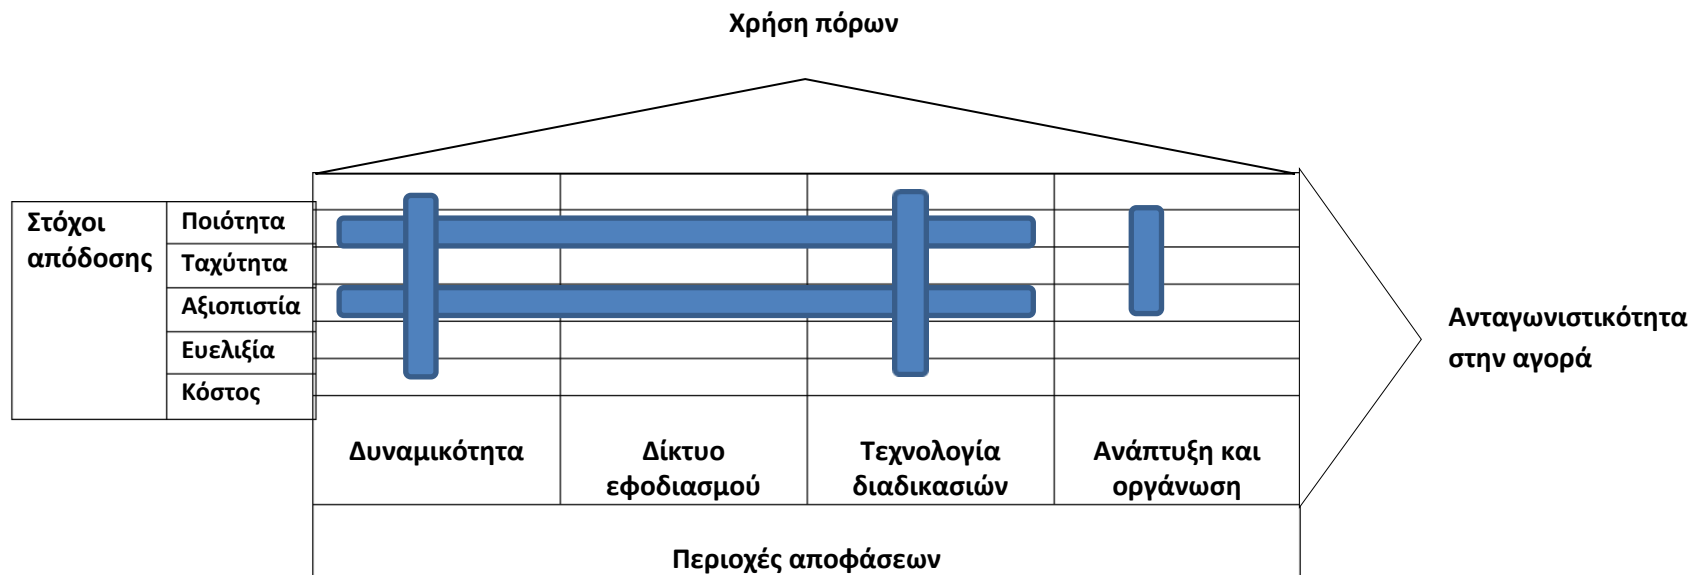 Χρήση πόρων
Στόχοι
απόδοσης
Ποιότητα
Ταχύτητα
Αξιοπιστία
Ευελιξία
Κόστος
Ανταγωνιστικότητα
στην αγορά
Δυναμικότητα
Δίκτυο
εφοδιασμού
Τεχνολογία
διαδικασιών
Ανάπτυξη και
οργάνωση
Περιοχές αποφάσεων